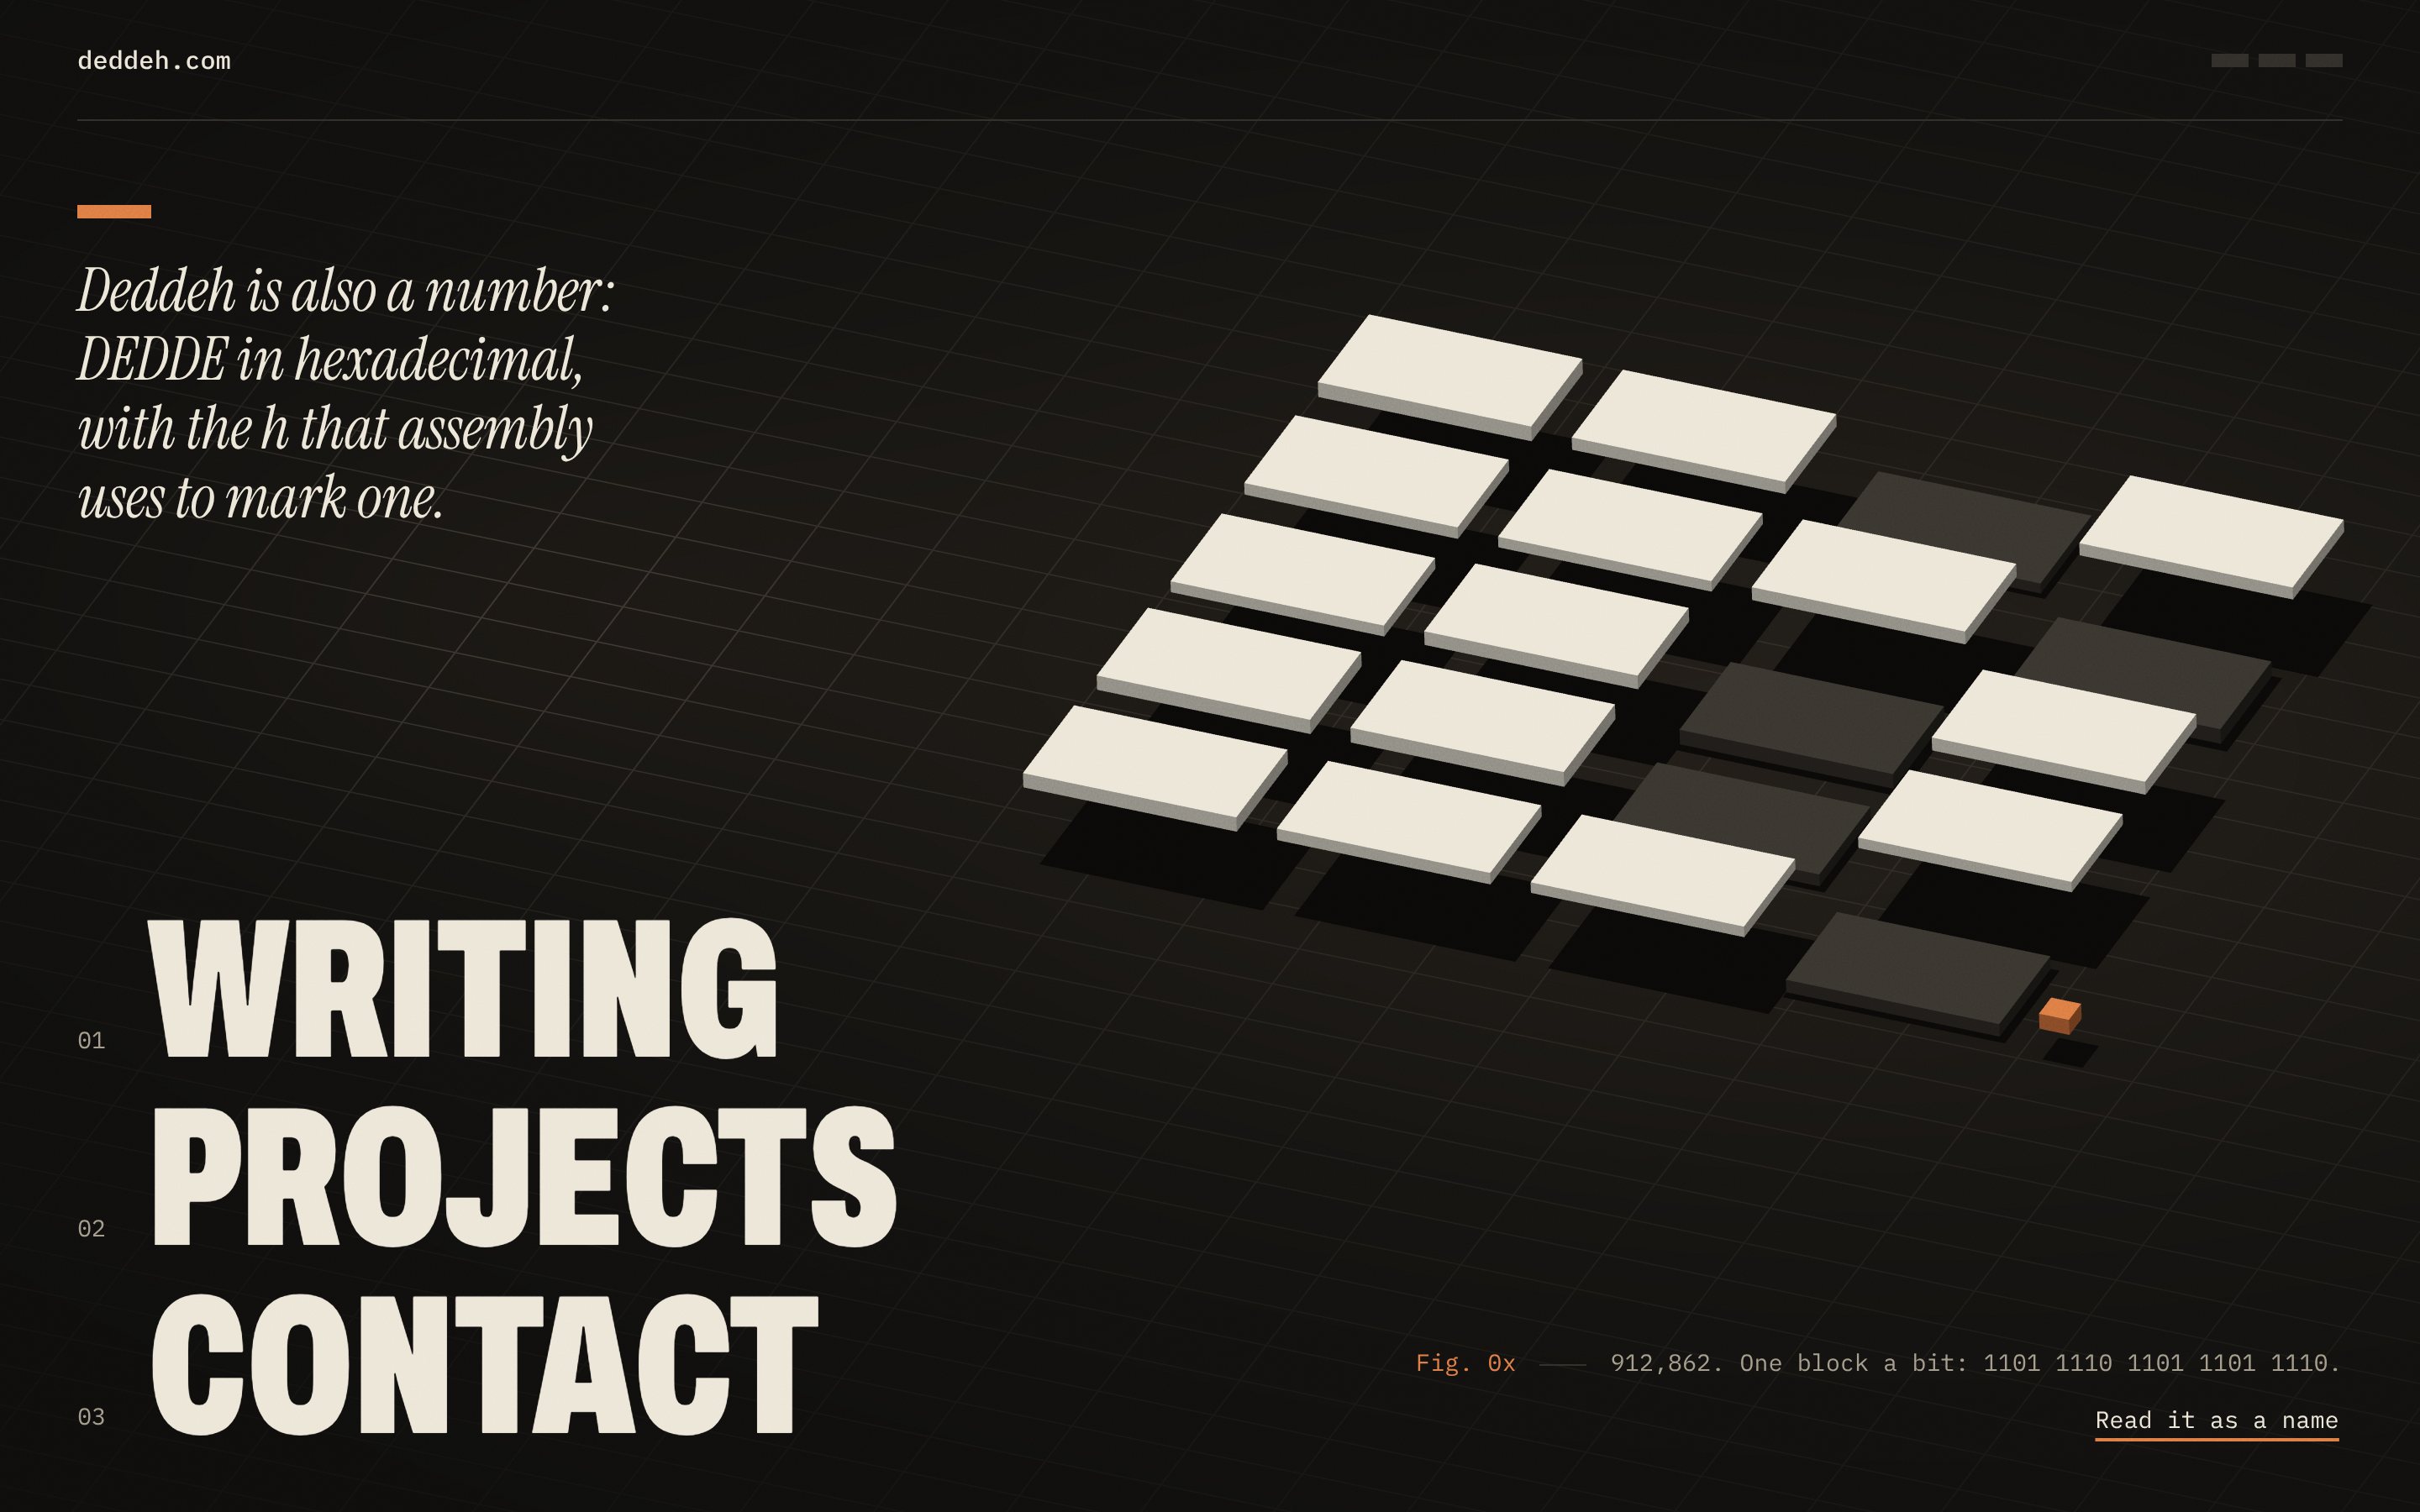 deddeh.com
Deddeh is also a number:
DEDDE in hexadecimal,
with the h that assembly
uses to mark one.
01 WRITING
02 PROJECTS
03 CONTACT
Fig. 0x — 912,862. One block a bit: 1101 1110 1101 1101 1110.
Read it as a name